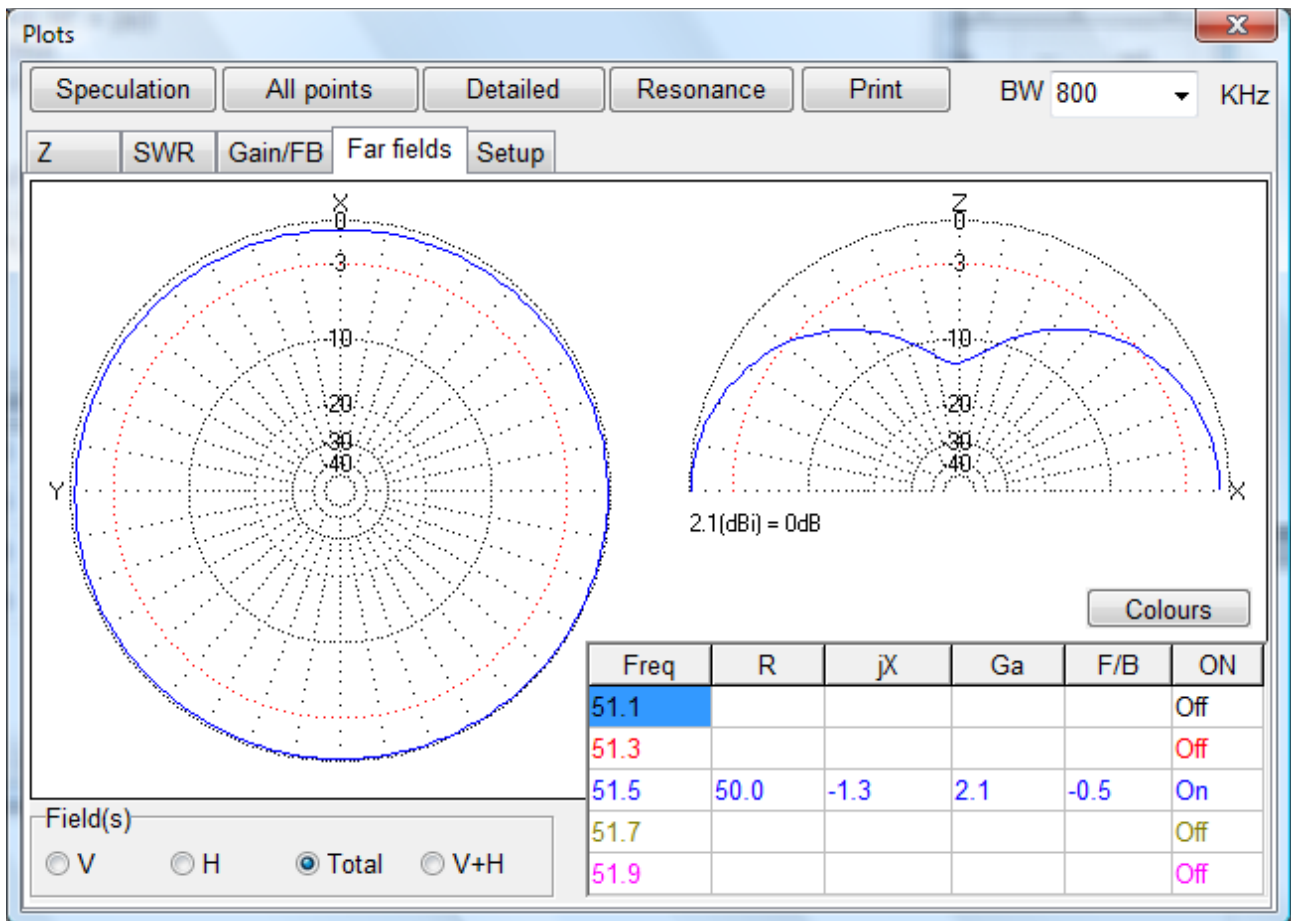 Plots
Speculation All points Detailed Resonance Print BW 800 KHz
Z SWR Gain/FB Far fields Setup
X
0
-3
-10
-20
-30
-40
Y
Z
0
-3
-10
-20
-30
-40
X
2.1(dBi) = 0dB
Colours
Freq R jX Ga F/B ON
51.1 Off
51.3 Off
51.5 50.0 -1.3 2.1 -0.5 On
51.7 Off
51.9 Off
Field(s)
V H Total V+H